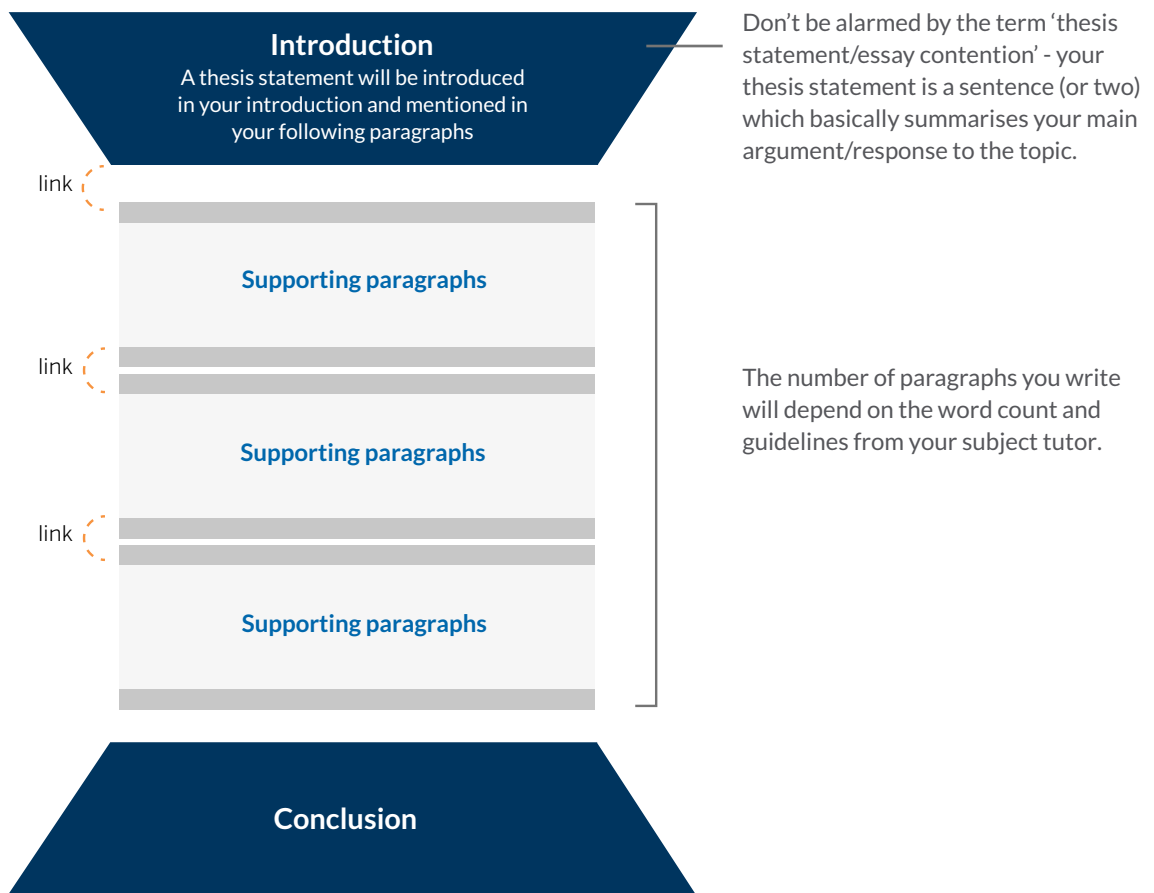 Introduction
A thesis statement will be introduced
in your introduction and mentioned in
your following paragraphs
Don’t be alarmed by the term ‘thesis
statement/essay contention’ - your
thesis statement is a sentence (or two)
which basically summarises your main
argument/response to the topic.
link
Supporting paragraphs
link
The number of paragraphs you write
will depend on the word count and
guidelines from your subject tutor.
Supporting paragraphs
link
Supporting paragraphs
Conclusion